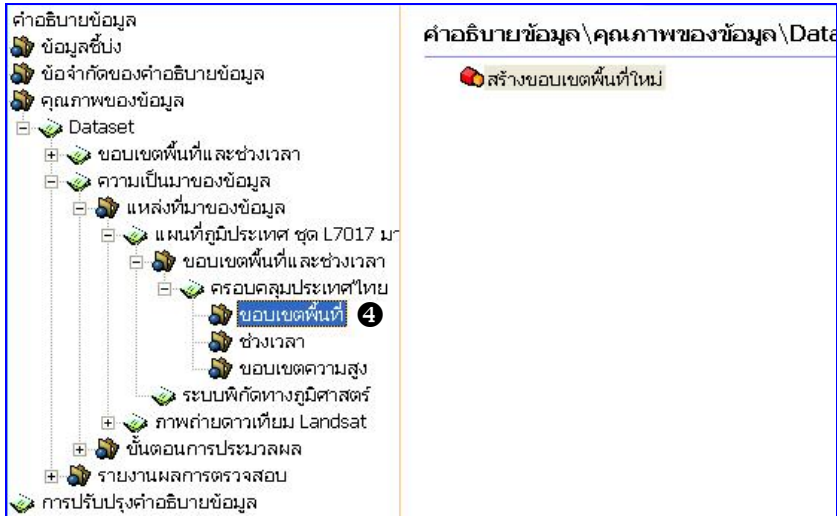 คำอธิบายข้อมูล
ข้อมูลชี้บ่ง
ข้อจำกัดของคำอธิบายข้อมูล
คุณภาพของข้อมูล
Dataset
ขอบเขตพื้นที่และช่วงเวลา
ความเป็นมาของข้อมูล
แหล่งที่มาของข้อมูล
แผนที่ภูมิประเทศ ชุด L7017 มา
ขอบเขตพื้นที่และช่วงเวลา
ครอบคลุมประเทศไทย
ขอบเขตพื้นที่ ❹
ช่วงเวลา
ขอบเขตความสูง
ระบบพิกัดทางภูมิศาสตร์
ภาพถ่ายดาวเทียม Landsat
ขั้นตอนการประมวลผล
รายงานผลการตรวจสอบ
การปรับปรุงคำอธิบายข้อมูล
คำอธิบายข้อมูล\คุณภาพของข้อมูล\Data
สร้างขอบเขตพื้นที่ใหม่